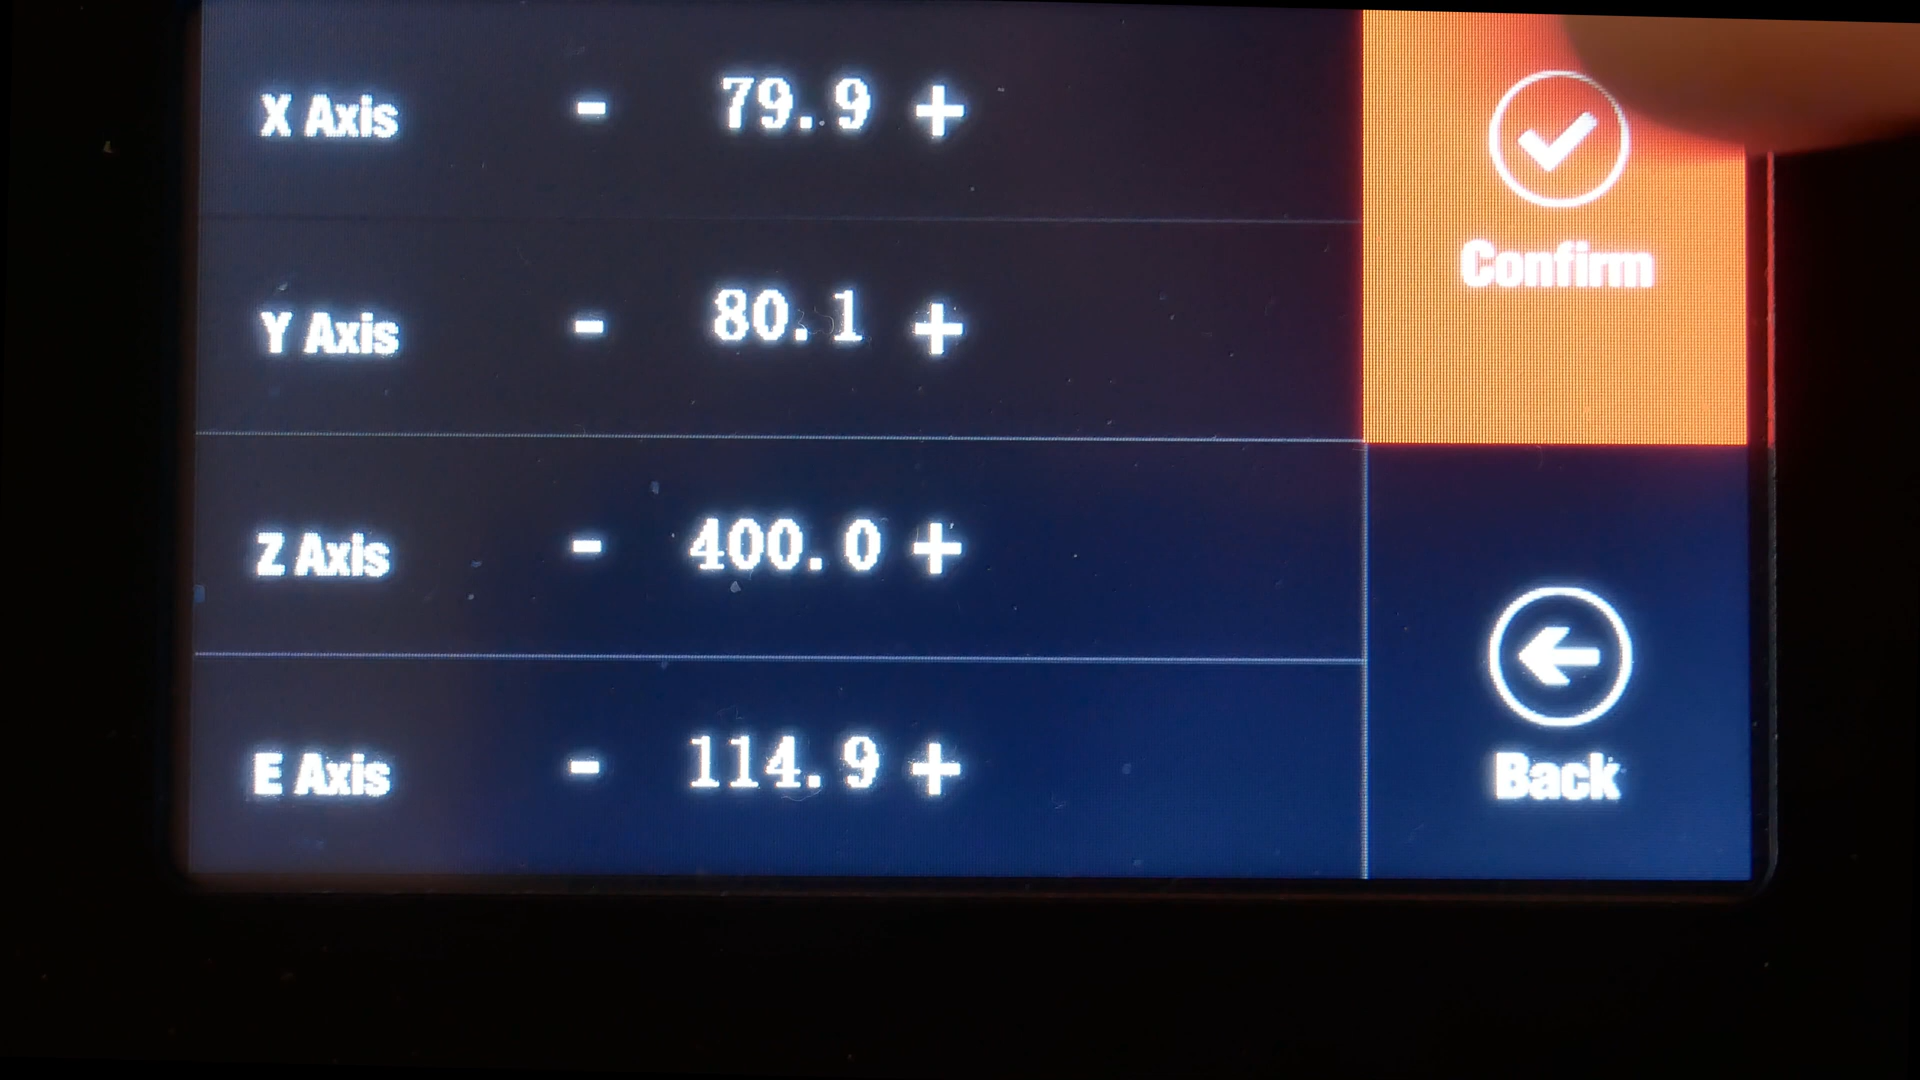 X Axis - 79.9 +
Confirm
Y Axis - 80.1 +
Z Axis - 400.0 +
E Axis - 114.9 +
Back